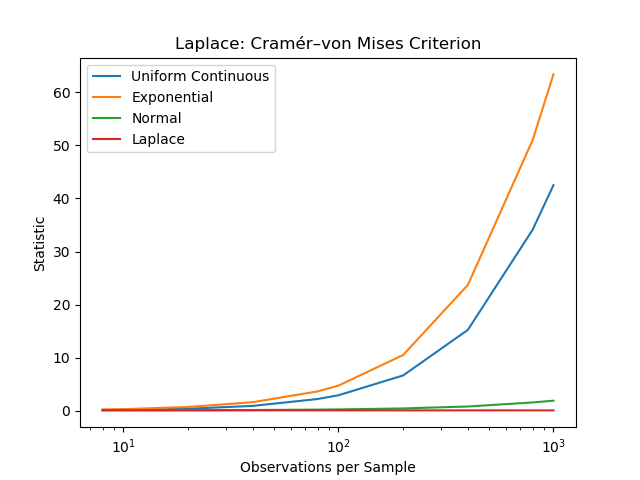 Laplace: Cramér–von Mises Criterion
Uniform Continuous
Exponential
Normal
Laplace
Statistic
60
50
40
30
20
10
0
10¹
10²
10³
Observations per Sample